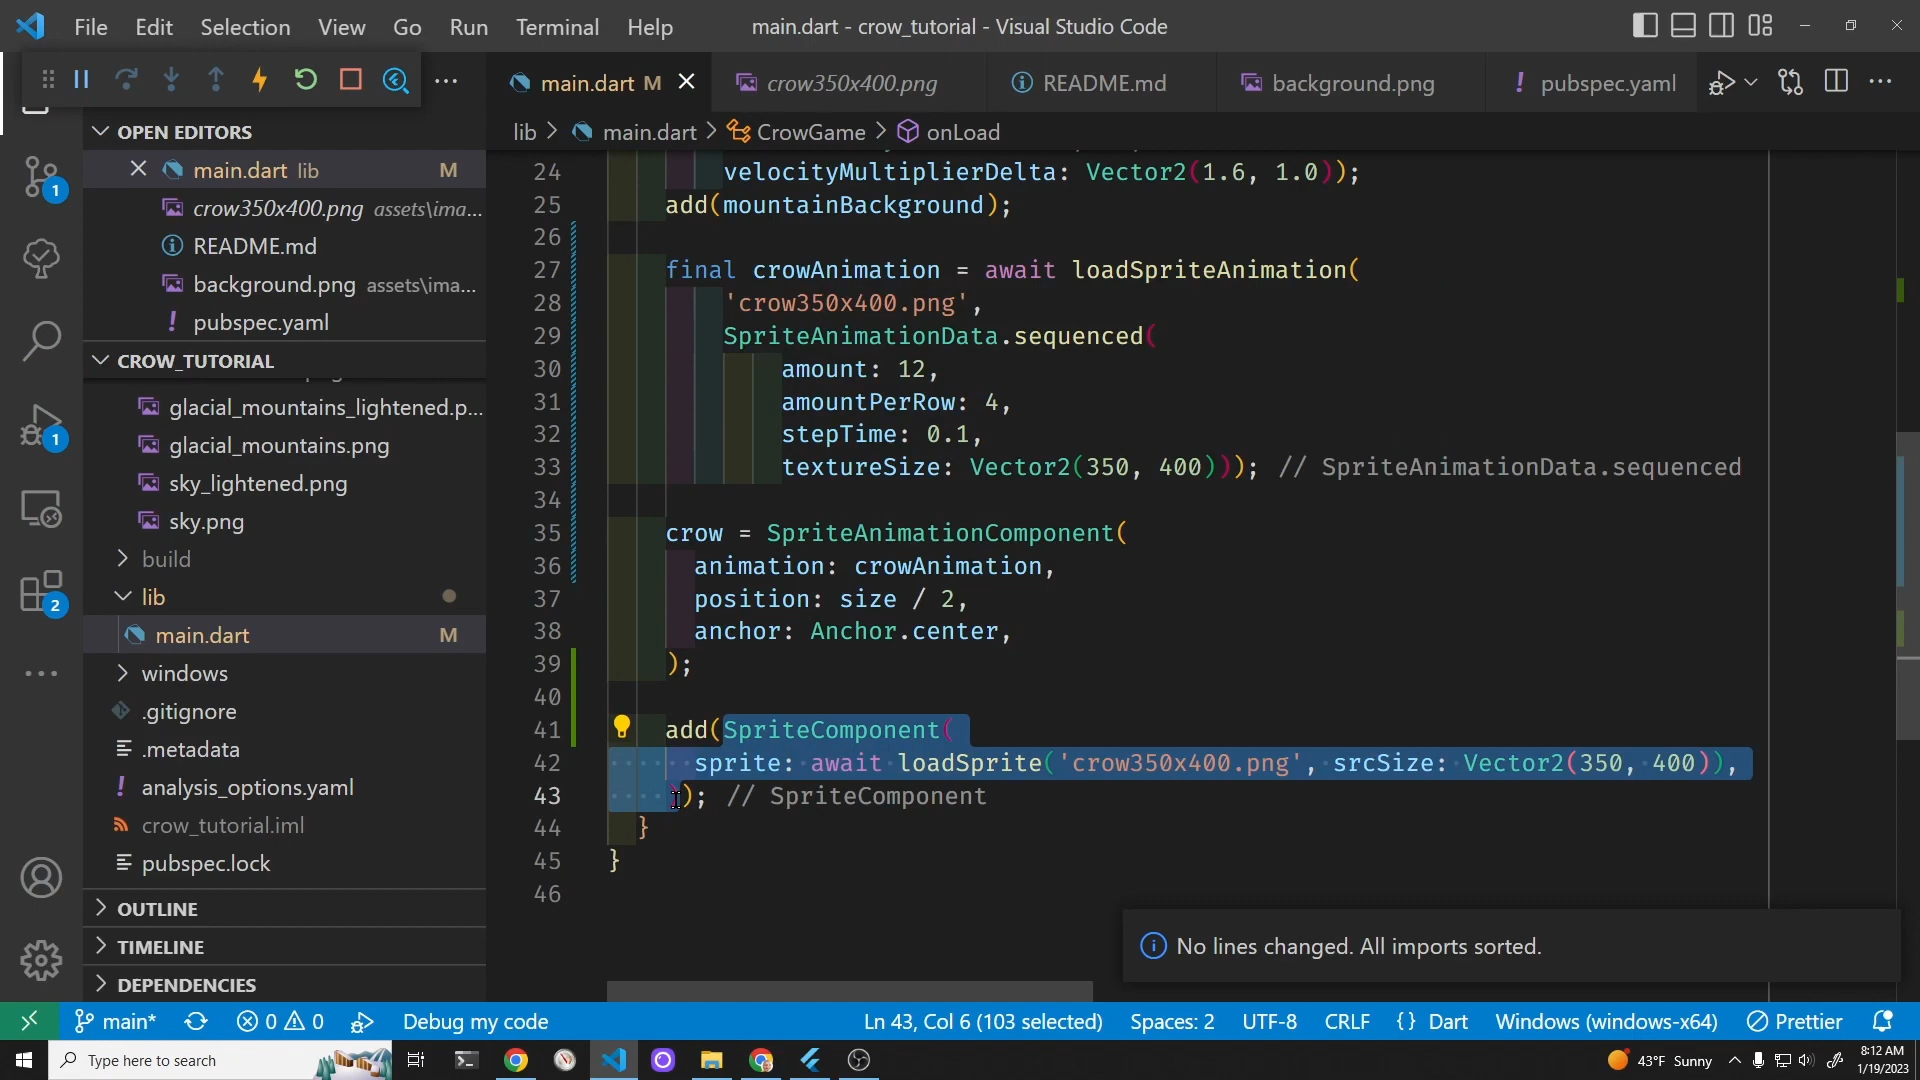 File Edit Selection View Go Run Terminal Help
main.dart - crow_tutorial - Visual Studio Code
main.dart M
crow350x400.png
README.md
background.png
! pubspec.yaml
lib > main.dart > CrowGame > onLoad
OPEN EDITORS
main.dart lib M
crow350x400.png assets\ima...
README.md
background.png assets\ima...
! pubspec.yaml
CROW_TUTORIAL
glacial_mountains_lightened.p...
glacial_mountains.png
sky_lightened.png
sky.png
build
lib
main.dart M
windows
.gitignore
.metadata
! analysis_options.yaml
crow_tutorial.iml
pubspec.lock
OUTLINE
TIMELINE
DEPENDENCIES
1
1
2
24 velocityMultiplierDelta: Vector2(1.6, 1.0));
25 add(mountainBackground);
26
27 final crowAnimation = await loadSpriteAnimation(
28 'crow350x400.png',
29 SpriteAnimationData.sequenced(
30 amount: 12,
31 amountPerRow: 4,
32 stepTime: 0.1,
33 textureSize: Vector2(350, 400))); // SpriteAnimationData.sequenced
34
35 crow = SpriteAnimationComponent(
36 animation: crowAnimation,
37 position: size / 2,
38 anchor: Anchor.center,
39 );
40
41 add(SpriteComponent(
42 sprite: await loadSprite('crow350x400.png', srcSize: Vector2(350, 400)),
43 )); // SpriteComponent
44 }
45 }
46
No lines changed. All imports sorted.
main* 0 0 Debug my code
Ln 43, Col 6 (103 selected) Spaces: 2 UTF-8 CRLF {} Dart Windows (windows-x64) Prettier
Type here to search
43°F Sunny
8:12 AM
1/19/2023